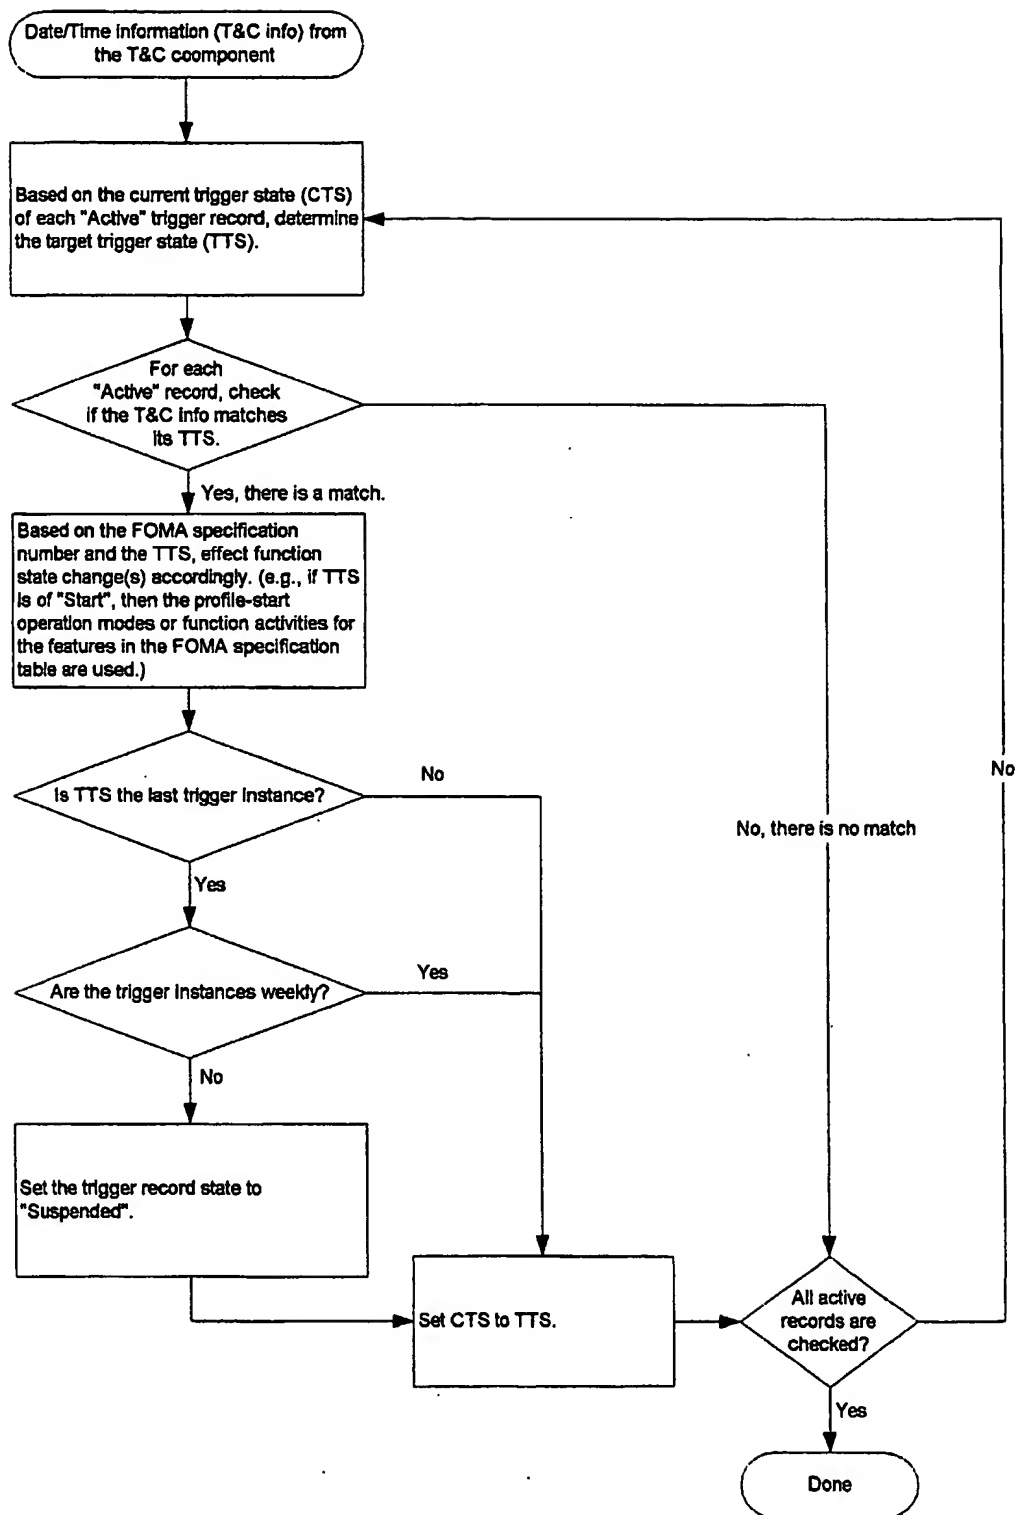 Date/Time information (T&C info) from
the T&C coomponent
Based on the current trigger state (CTS)
of each "Active" trigger record, determine
the target trigger state (TTS).
For each
"Active" record, check
if the T&C info matches
its TTS.
Yes, there is a match.
Based on the FOMA specification
number and the TTS, effect function
state change(s) accordingly. (e.g., if TTS
is of "Start", then the profile-start
operation modes or function activities for
the features in the FOMA specification
table are used.)
Is TTS the last trigger instance?
No
No
No, there is no match
Yes
Are the trigger instances weekly?
Yes
No
Set the trigger record state to
"Suspended".
Set CTS to TTS.
All active
records are
checked?
Yes
Done